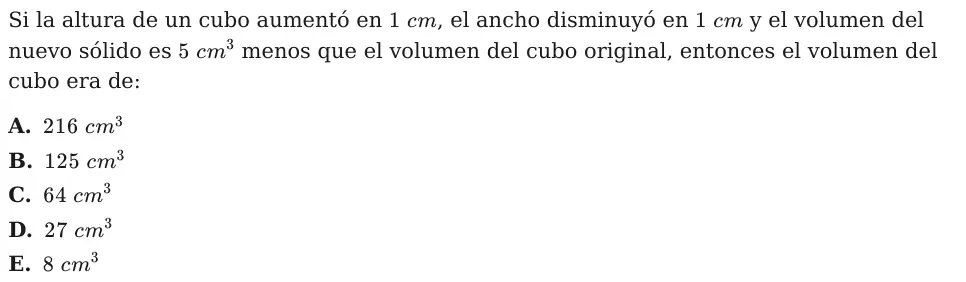 Si la altura de un cubo aumentó en 1 cm, el ancho disminuyó en 1 cm y el volumen del
nuevo sólido es 5 cm³ menos que el volumen del cubo original, entonces el volumen del
cubo era de:
A. 216 cm³
B. 125 cm³
C. 64 cm³
D. 27 cm³
E. 8 cm³